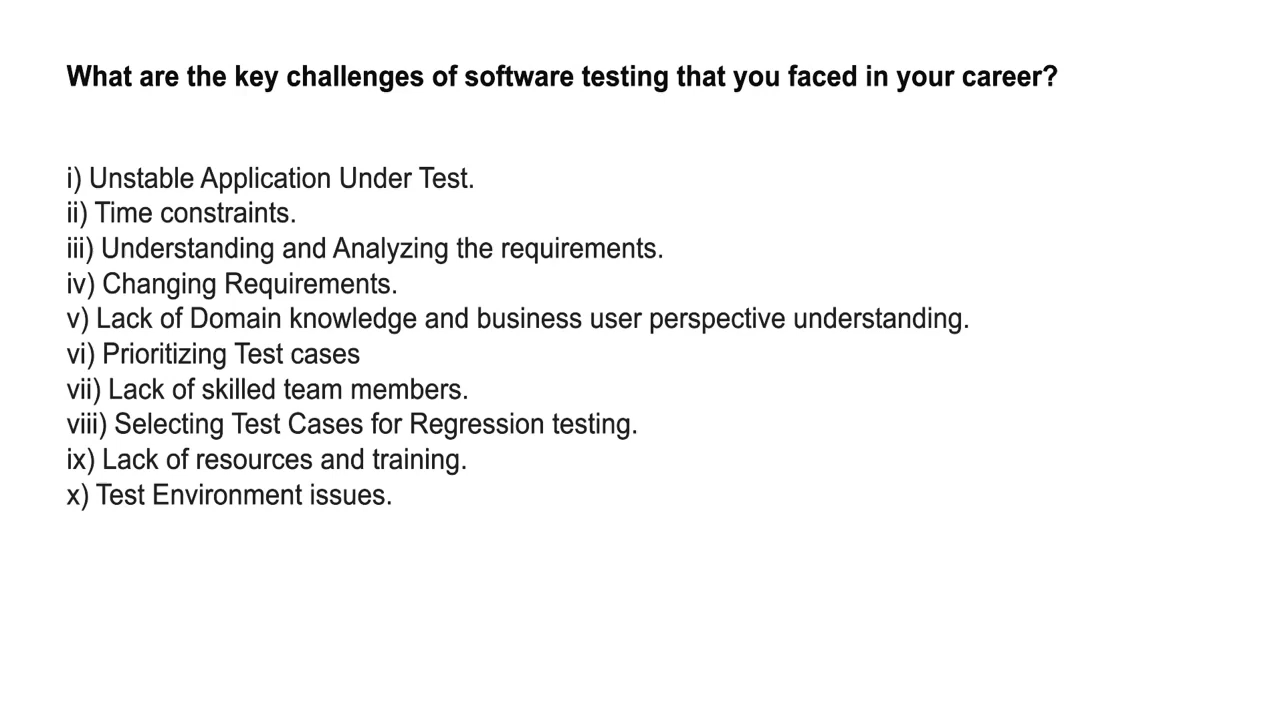 What are the key challenges of software testing that you faced in your career?
i) Unstable Application Under Test.
ii) Time constraints.
iii) Understanding and Analyzing the requirements.
iv) Changing Requirements.
v) Lack of Domain knowledge and business user perspective understanding.
vi) Prioritizing Test cases
vii) Lack of skilled team members.
viii) Selecting Test Cases for Regression testing.
ix) Lack of resources and training.
x) Test Environment issues.